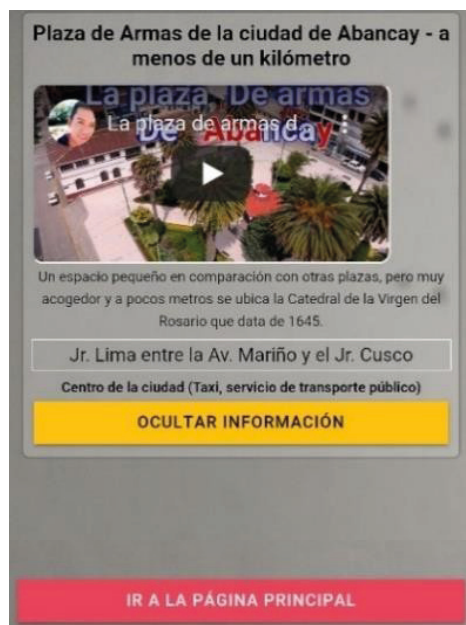 Plaza de Armas de la ciudad de Abancay - a
menos de un kilómetro
La plaza De armas
La plaza de armas d...
De Abancay
Un espacio pequeño en comparación con otras plazas, pero muy
acogedor y a pocos metros se ubica la Catedral de la Virgen del
Rosario que data de 1645.
Jr. Lima entre la Av. Mariño y el Jr. Cusco
Centro de la ciudad (Taxi, servicio de transporte público)
OCULTAR INFORMACIÓN
IR A LA PÁGINA PRINCIPAL